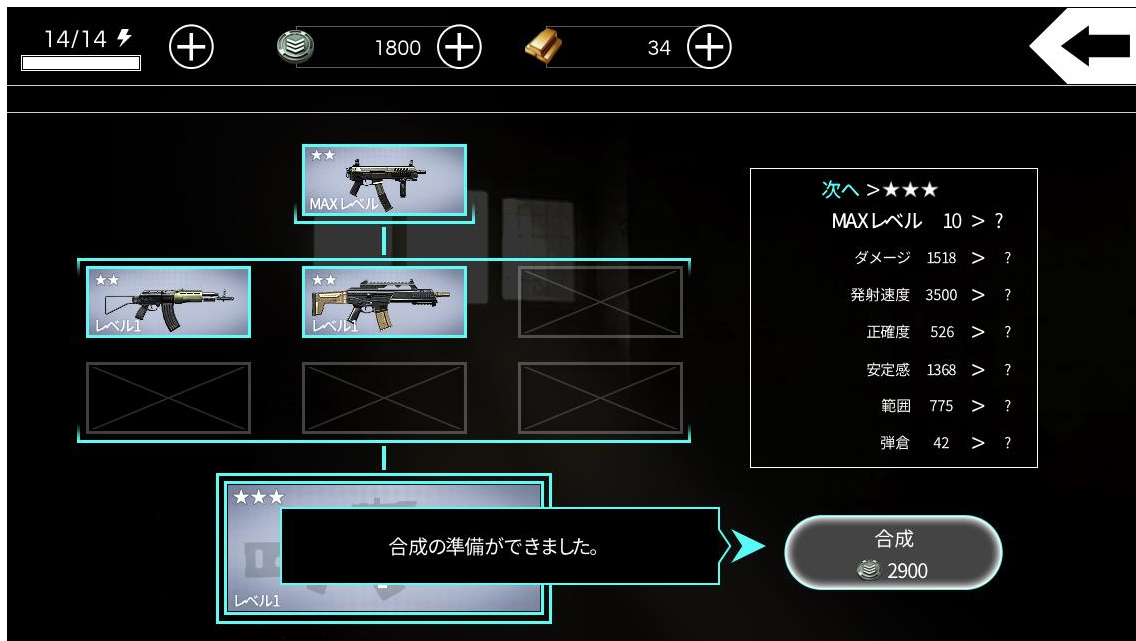 14/14
1800
34
★★
MAXレベル
★★
レベル1
★★
レベル1
次へ >★★★
MAXレベル 10 > ?
ダメージ 1518 > ?
発射速度 3500 > ?
正確度 526 > ?
安定感 1368 > ?
範囲 775 > ?
弾倉 42 > ?
★★★
レベル1
合成の準備ができました。
合成
2900